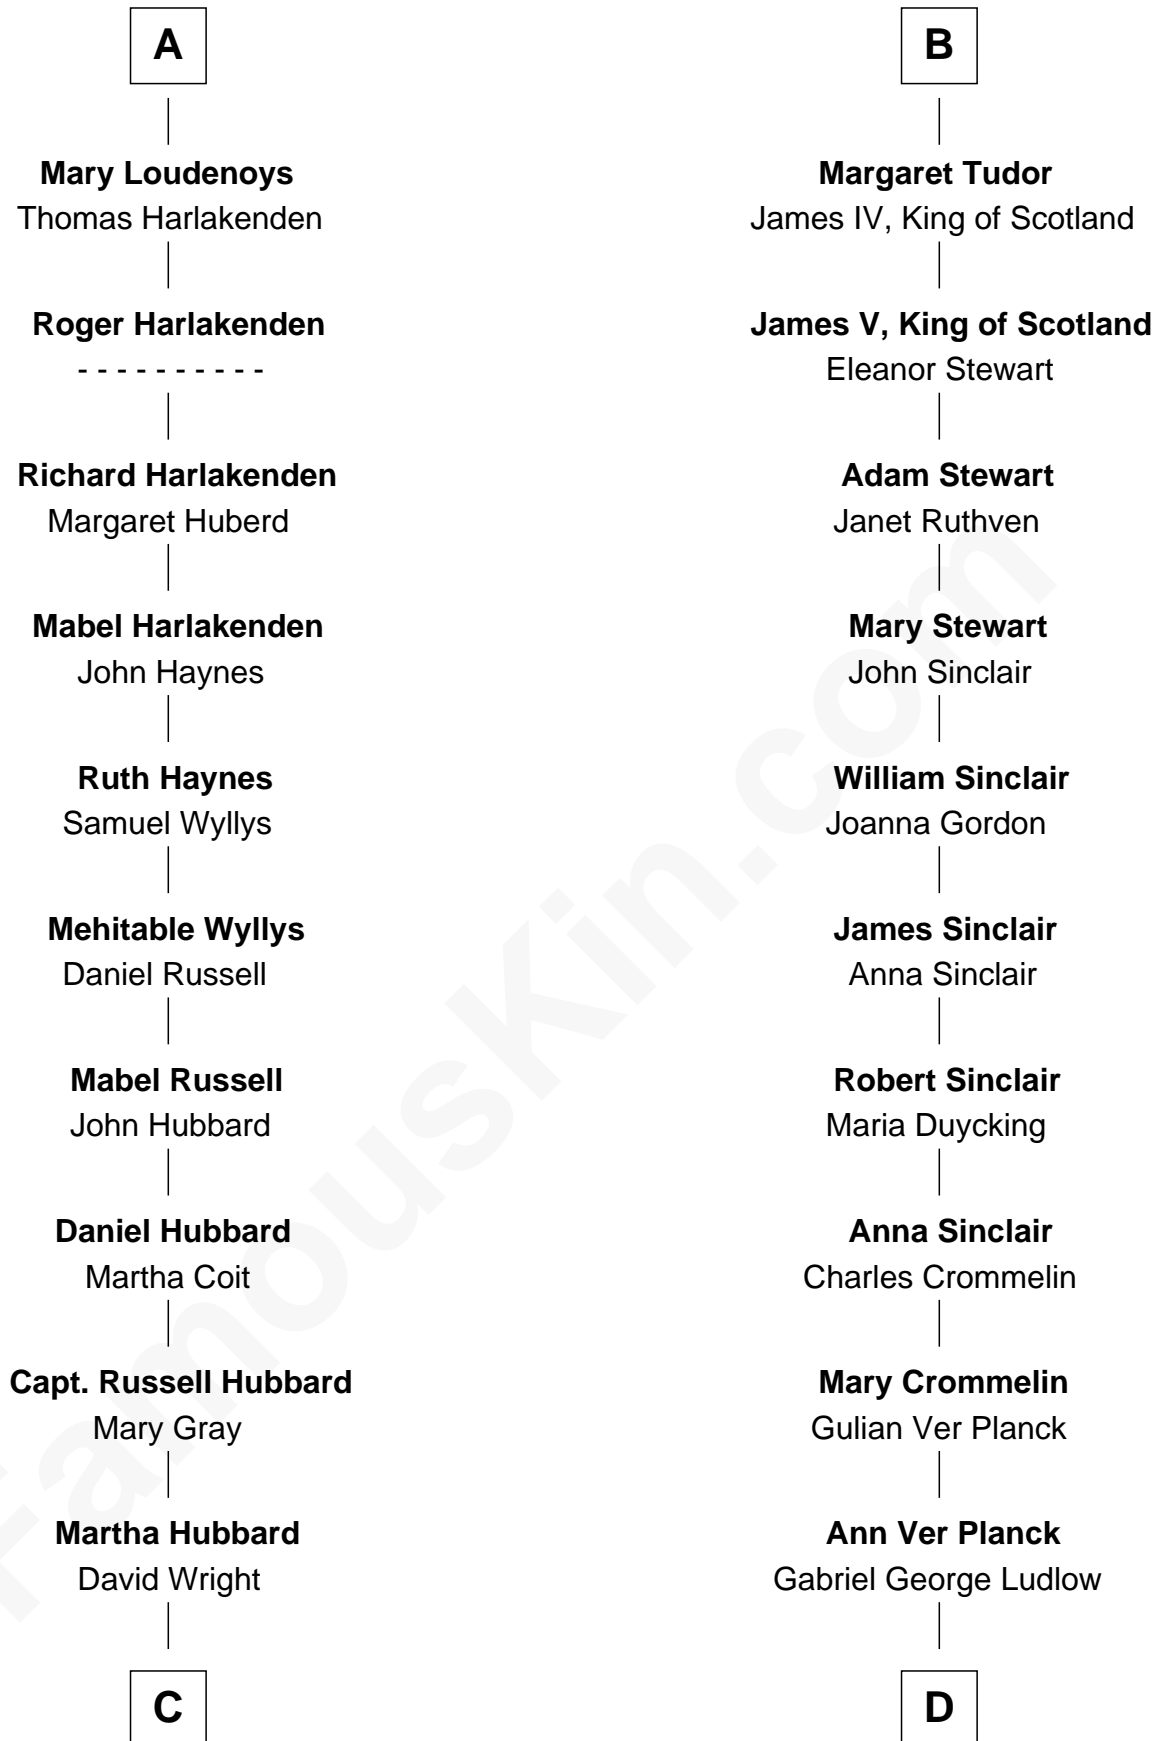 A
Mary Loudenoys
Thomas Harlakenden
Roger Harlakenden
- - - - - - - - - -
Richard Harlakenden
Margaret Huberd
Mabel Harlakenden
John Haynes
Ruth Haynes
Samuel Wyllys
Mehitable Wyllys
Daniel Russell
Mabel Russell
John Hubbard
Daniel Hubbard
Martha Coit
Capt. Russell Hubbard
Mary Gray
Martha Hubbard
David Wright
C
B
Margaret Tudor
James IV, King of Scotland
James V, King of Scotland
Eleanor Stewart
Adam Stewart
Janet Ruthven
Mary Stewart
John Sinclair
William Sinclair
Joanna Gordon
James Sinclair
Anna Sinclair
Robert Sinclair
Maria Duycking
Anna Sinclair
Charles Crommelin
Mary Crommelin
Gulian Ver Planck
Ann Ver Planck
Gabriel George Ludlow
D
FamousKin.com